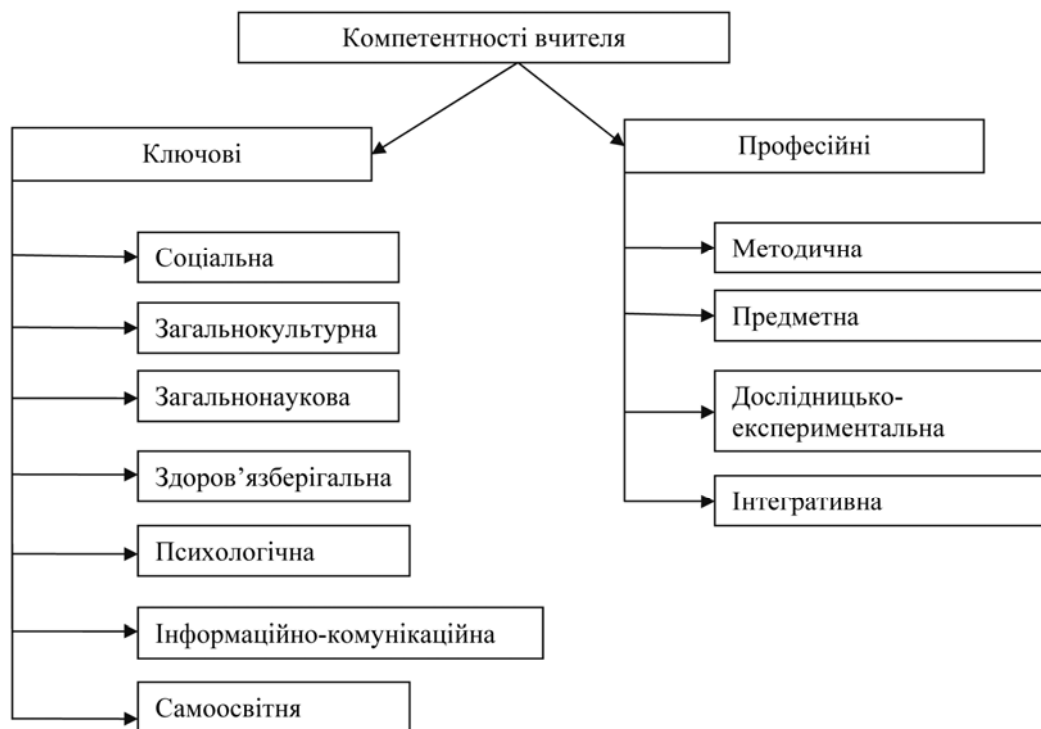 Компетентності вчителя
Ключові
Соціальна
Загальнокультурна
Загальнонаукова
Здоров’язберігальна
Психологічна
Інформаційно-комунікаційна
Самоосвітня
Професійні
Методична
Предметна
Дослідницько-
експериментальна
Інтегративна